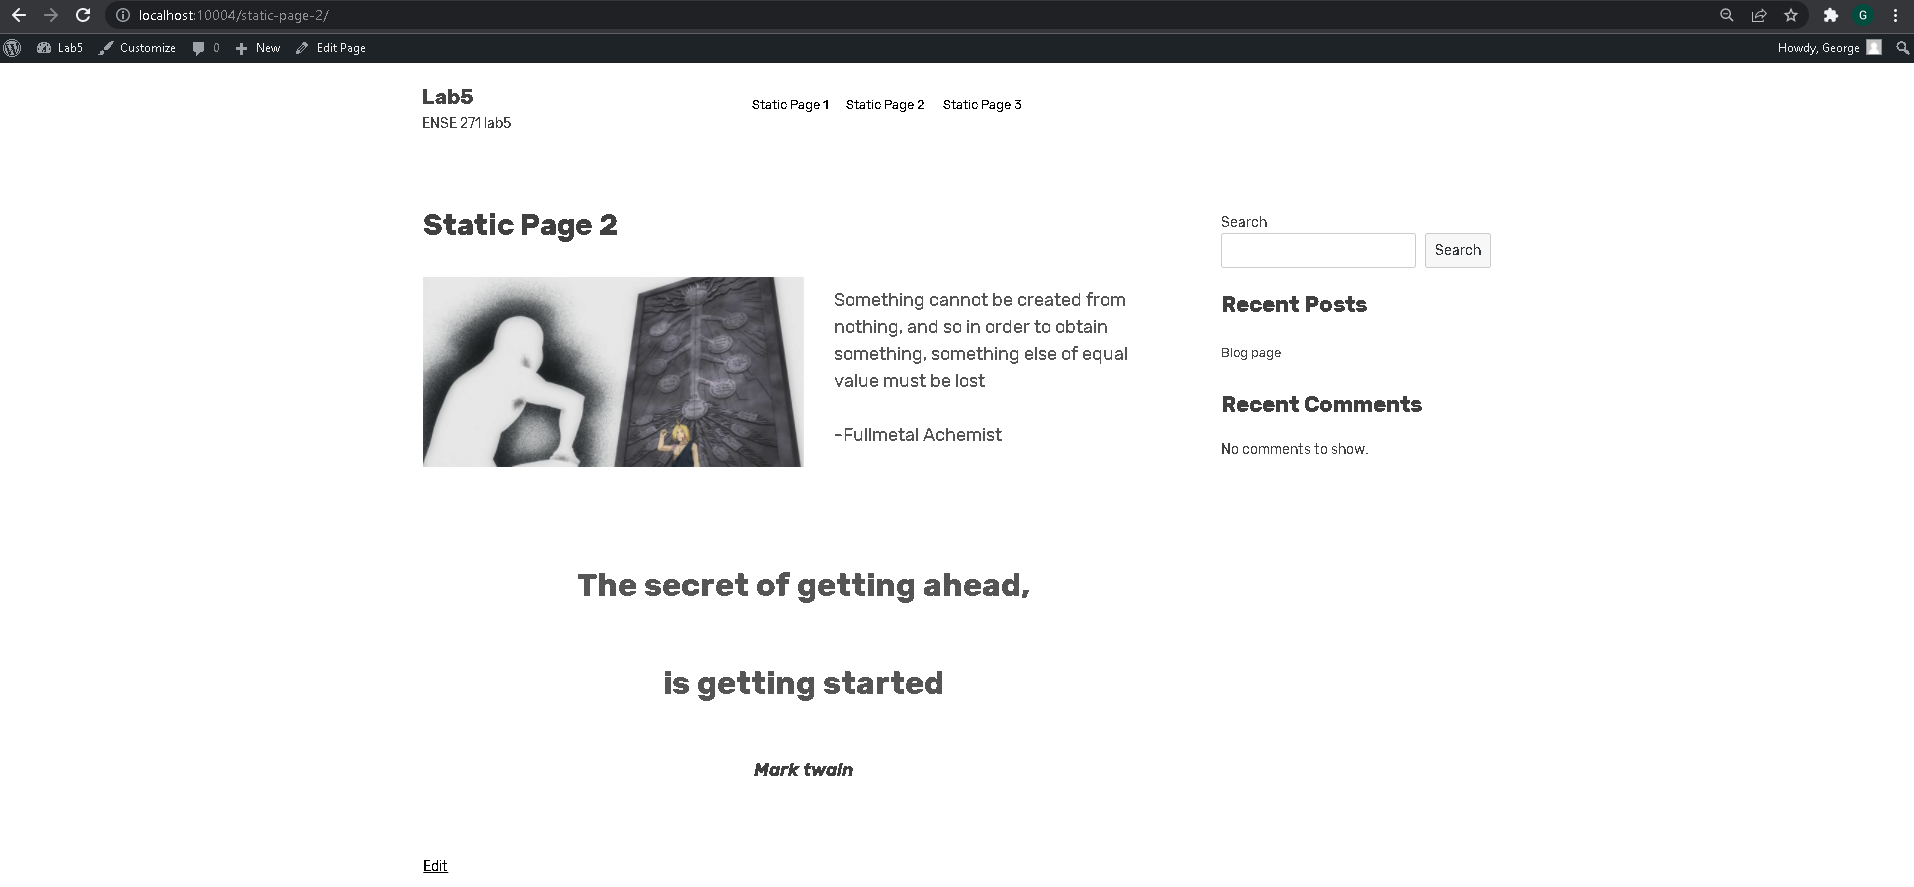 localhost:10004/static-page-2/
G
Lab5
Customize
0
New
Edit Page
Howdy, George
Lab5
ENSE 271 lab5
Static Page 1
Static Page 2
Static Page 3
Static Page 2
Something cannot be created from
nothing, and so in order to obtain
something, something else of equal
value must be lost
-Fullmetal Achemist
The secret of getting ahead,
is getting started
Mark twain
Edit
Search
Search
Recent Posts
Blog page
Recent Comments
No comments to show.